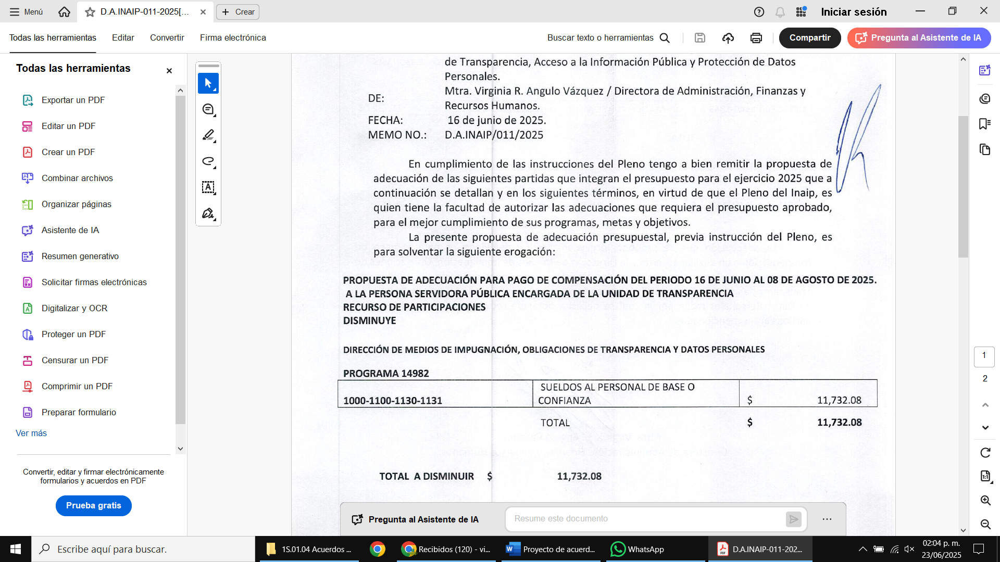 Menú
D.A.INAIP-011-2025[...
Crear
Iniciar sesión
Todas las herramientas
Editar
Convertir
Firma electrónica
Buscar texto o herramientas
Compartir
Pregunta al Asistente de IA
Todas las herramientas
Exportar un PDF
Editar un PDF
Crear un PDF
Combinar archivos
Organizar páginas
Asistente de IA
Resumen generativo
Solicitar firmas electrónicas
Digitalizar y OCR
Proteger un PDF
Censurar un PDF
Comprimir un PDF
Preparar formulario
Ver más
Convertir, editar y firmar electrónicamente
formularios y acuerdos en PDF
Prueba gratis
de Transparencia, Acceso a la Información Pública y Protección de Datos
Personales.
DE: Mtra. Virginia R. Angulo Vázquez / Directora de Administración, Finanzas y
Recursos Humanos.
FECHA: 16 de junio de 2025.
MEMO NO.: D.A.INAIP/011/2025
En cumplimiento de las instrucciones del Pleno tengo a bien remitir la propuesta de
adecuación de las siguientes partidas que integran el presupuesto para el ejercicio 2025 que a
continuación se detallan y en los siguientes términos, en virtud de que el Pleno del Inaip, es
quien tiene la facultad de autorizar las adecuaciones que requiera el presupuesto aprobado,
para el mejor cumplimiento de sus programas, metas y objetivos.
La presente propuesta de adecuación presupuestal, previa instrucción del Pleno, es
para solventar la siguiente erogación:
PROPUESTA DE ADECUACIÓN PARA PAGO DE COMPENSACIÓN DEL PERIODO 16 DE JUNIO AL 08 DE AGOSTO DE 2025.
A LA PERSONA SERVIDORA PÚBLICA ENCARGADA DE LA UNIDAD DE TRANSPARENCIA
RECURSO DE PARTICIPACIONES
DISMINUYE
DIRECCIÓN DE MEDIOS DE IMPUGNACIÓN, OBLIGACIONES DE TRANSPARENCIA Y DATOS PERSONALES
PROGRAMA 14982
SUELDOS AL PERSONAL DE BASE O
1000-1100-1130-1131 CONFIANZA $ 11,732.08
TOTAL $ 11,732.08
TOTAL A DISMINUIR $ 11,732.08
Pregunta al Asistente de IA
Resume este documento
1
2
1:1
Escribe aquí para buscar.
1S.01.04 Acuerdos ...
Recibidos (120) - vi...
Proyecto de acuerd...
WhatsApp
D.A.INAIP-011-202...
02:04 p. m.
23/06/2025